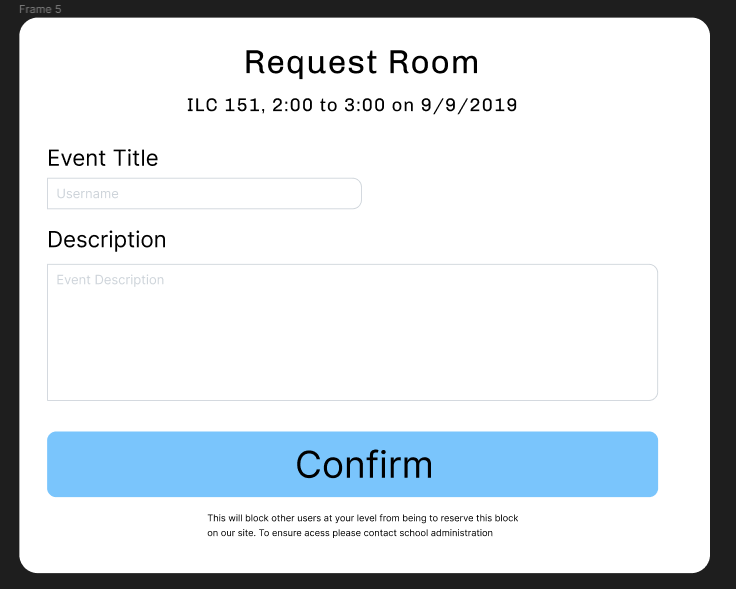 Frame 5
Request Room
ILC 151, 2:00 to 3:00 on 9/9/2019
Event Title
Username
Description
Event Description
Confirm
This will block other users at your level from being to reserve this block
on our site. To ensure acess please contact school administration